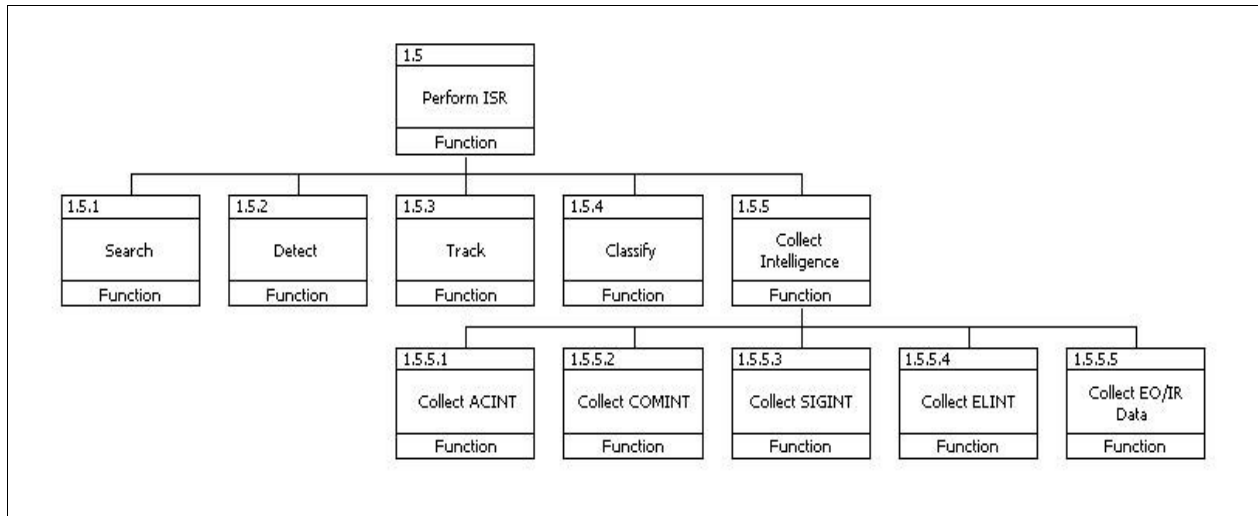 1.5
Perform ISR
Function
1.5.1
Search
Function
1.5.2
Detect
Function
1.5.3
Track
Function
1.5.4
Classify
Function
1.5.5
Collect
Intelligence
Function
1.5.5.1
Collect ACINT
Function
1.5.5.2
Collect COMINT
Function
1.5.5.3
Collect SIGINT
Function
1.5.5.4
Collect ELINT
Function
1.5.5.5
Collect EO/IR
Data
Function